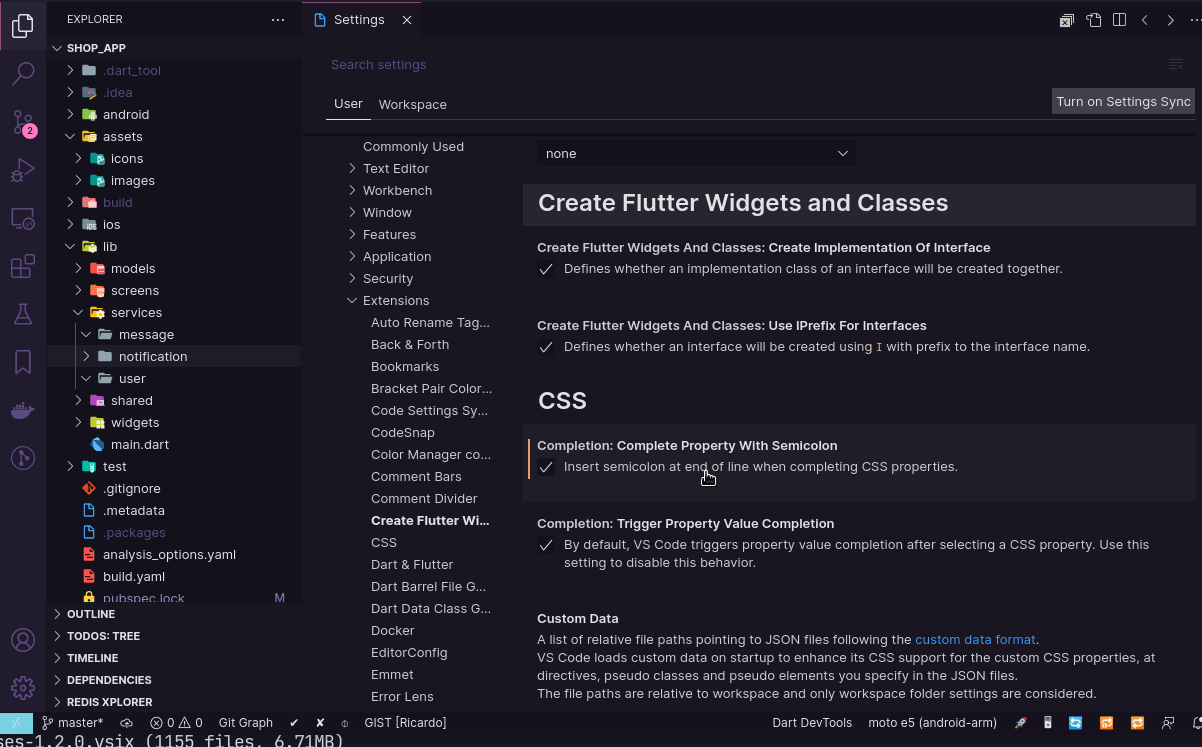 EXPLORER
SHOP_APP
.dart_tool
.idea
android
assets
icons
images
build
ios
lib
models
screens
services
message
notification
user
shared
widgets
main.dart
test
.gitignore
.metadata
.packages
analysis_options.yaml
build.yaml
pubspec.lock M
OUTLINE
TODOS: TREE
TIMELINE
DEPENDENCIES
REDIS XPLORER
2
Settings
Search settings
User Workspace
Turn on Settings Sync
Commonly Used
Text Editor
Workbench
Window
Features
Application
Security
Extensions
Auto Rename Tag...
Back & Forth
Bookmarks
Bracket Pair Color...
Code Settings Sy...
CodeSnap
Color Manager co...
Comment Bars
Comment Divider
Create Flutter Wi...
CSS
Dart & Flutter
Dart Barrel File G...
Dart Data Class G...
Docker
EditorConfig
Emmet
Error Lens
none
Create Flutter Widgets and Classes
Create Flutter Widgets And Classes: Create Implementation Of Interface
Defines whether an implementation class of an interface will be created together.
Create Flutter Widgets And Classes: Use IPrefix For Interfaces
Defines whether an interface will be created using I with prefix to the interface name.
CSS
Completion: Complete Property With Semicolon
Insert semicolon at end of line when completing CSS properties.
Completion: Trigger Property Value Completion
By default, VS Code triggers property value completion after selecting a CSS property. Use this
setting to disable this behavior.
Custom Data
A list of relative file paths pointing to JSON files following the custom data format.
VS Code loads custom data on startup to enhance its CSS support for the custom CSS properties, at
directives, pseudo classes and pseudo elements you specify in the JSON files.
The file paths are relative to workspace and only workspace folder settings are considered.
master* 0 0 Git Graph GIST [Ricardo] Dart DevTools moto e5 (android-arm)
ses-1.2.0.vsix (1155 files, 6.71MB)